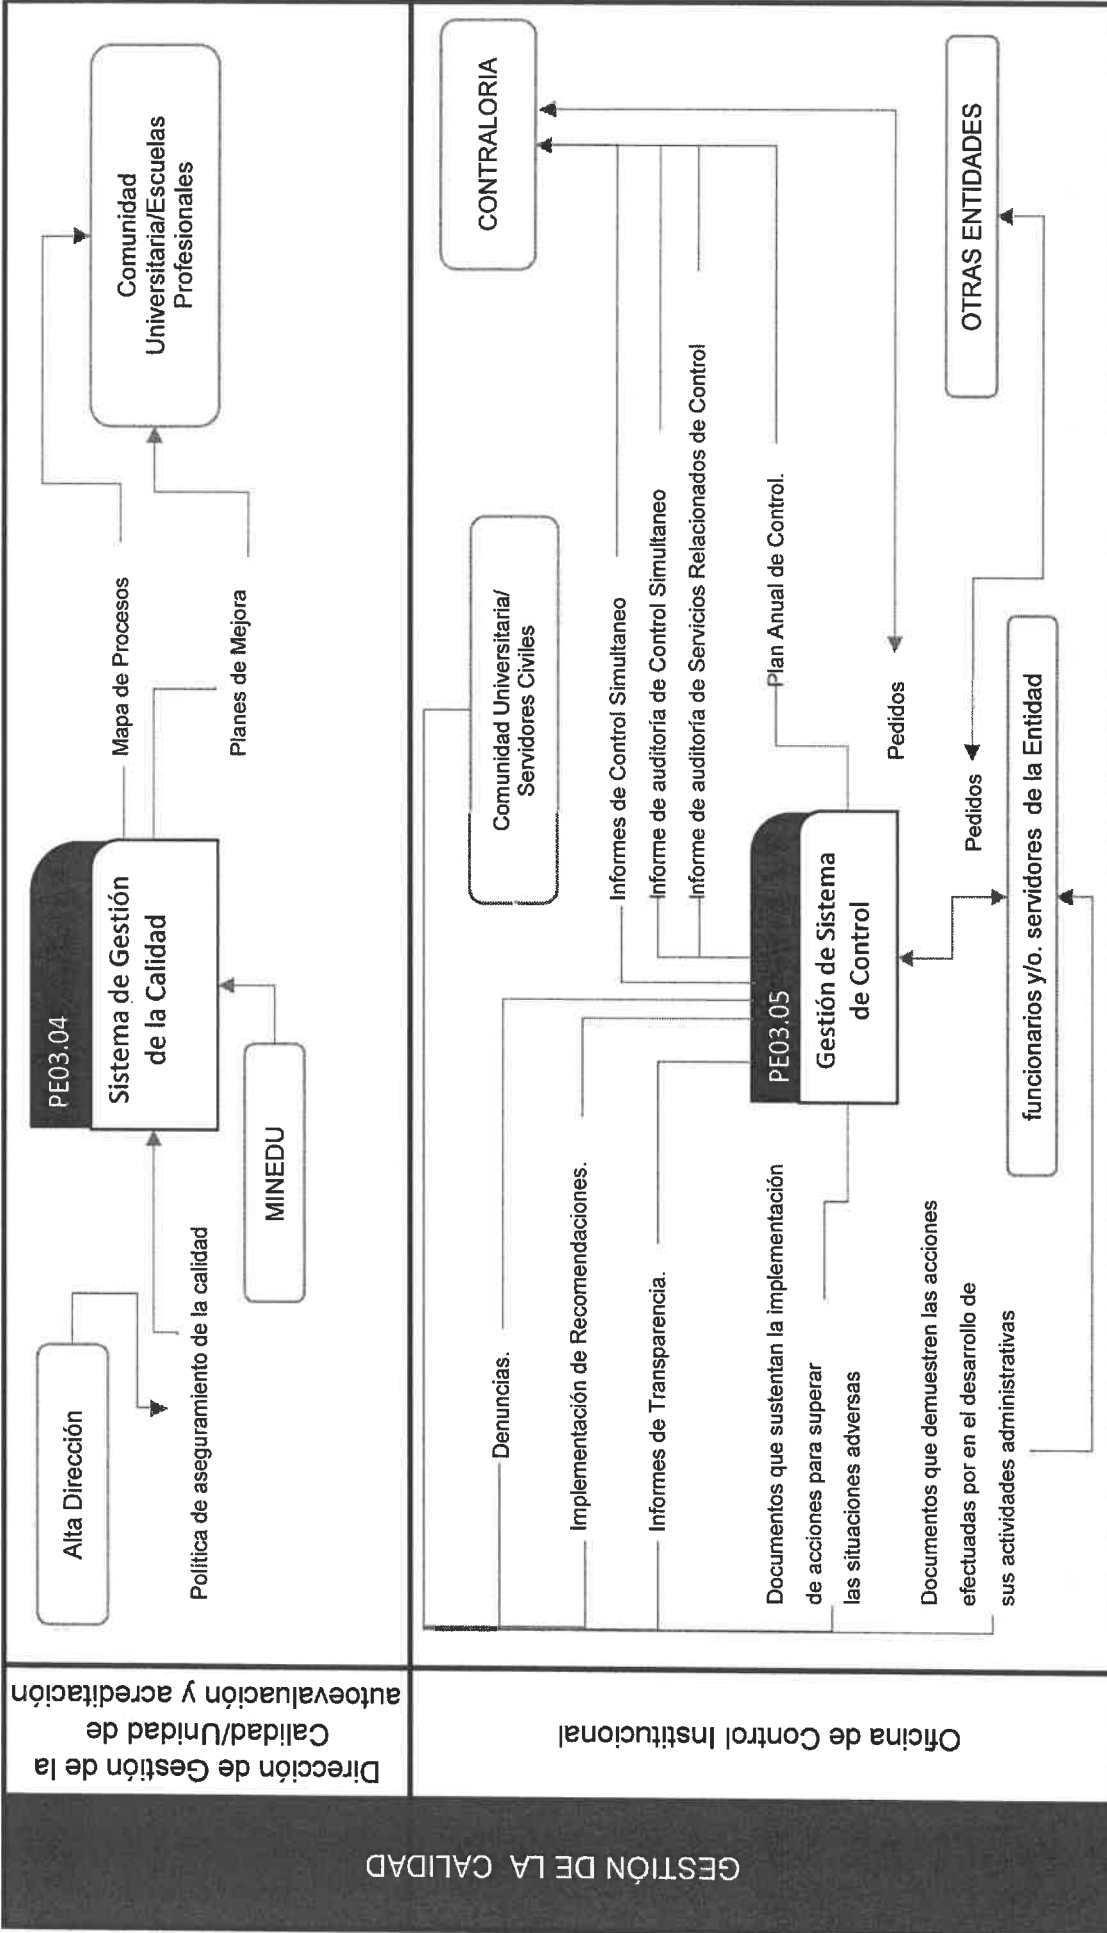 GESTIÓN DE LA CALIDAD
Dirección de Gestión de la
Calidad/Unidad de
autoevaluación y acreditación
Alta Dirección
Política de aseguramiento de la calidad
MINEDU
PE03.04
Sistema de Gestión
de la Calidad
Mapa de Procesos
Planes de Mejora
Comunidad
Universitaria/Escuelas
Profesionales
Oficina de Control Institucional
Denuncias.
Implementación de Recomendaciones.
Informes de Transparencia.
Documentos que sustentan la implementación
de acciones para superar
las situaciones adversas
Documentos que demuestren las acciones
efectuadas por en el desarrollo de
sus actividades administrativas
PE03.05
Gestión de Sistema
de Control
Comunidad Universitaria/
Servidores Civiles
Informes de Control Simultaneo
Informe de auditoría de Control Simultaneo
Informe de auditoría de Servicios Relacionados de Control
Plan Anual de Control.
Pedidos
Pedidos
funcionarios y/o. servidores de la Entidad
CONTRALORIA
OTRAS ENTIDADES